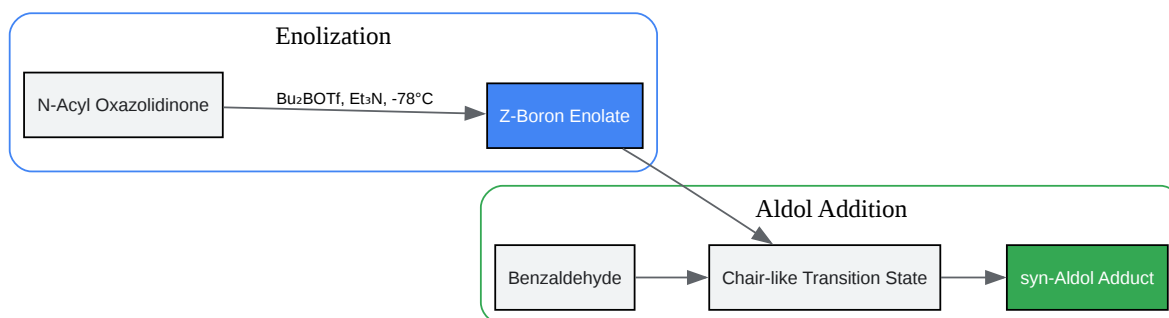 Enolization
N-Acyl Oxazolidinone
Bu₂BOTf, Et₃N, -78°C
Z-Boron Enolate
Aldol Addition
Benzaldehyde
Chair-like Transition State
syn-Aldol Adduct